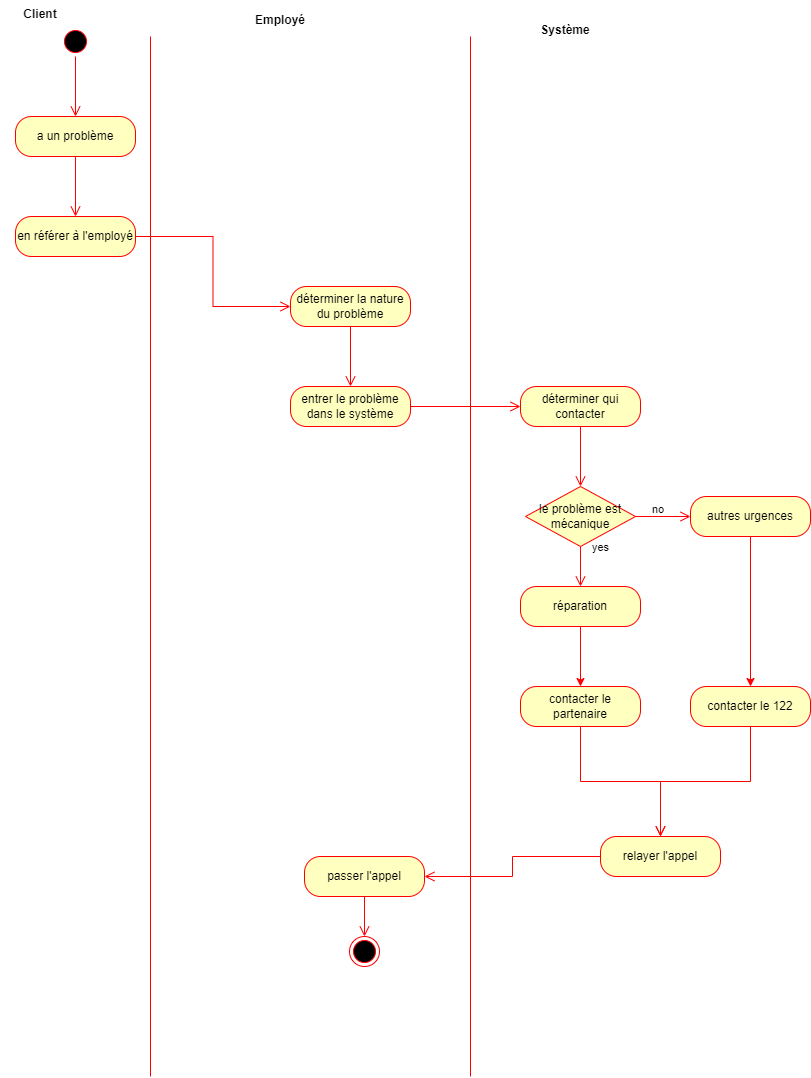 Client
Employé
Système
a un problème
en référer à l'employé
déterminer la nature
du problème
entrer le problème
dans le système
déterminer qui
contacter
le problème est
mécanique
no
autres urgences
yes
réparation
contacter le
partenaire
contacter le 122
relayer l'appel
passer l'appel